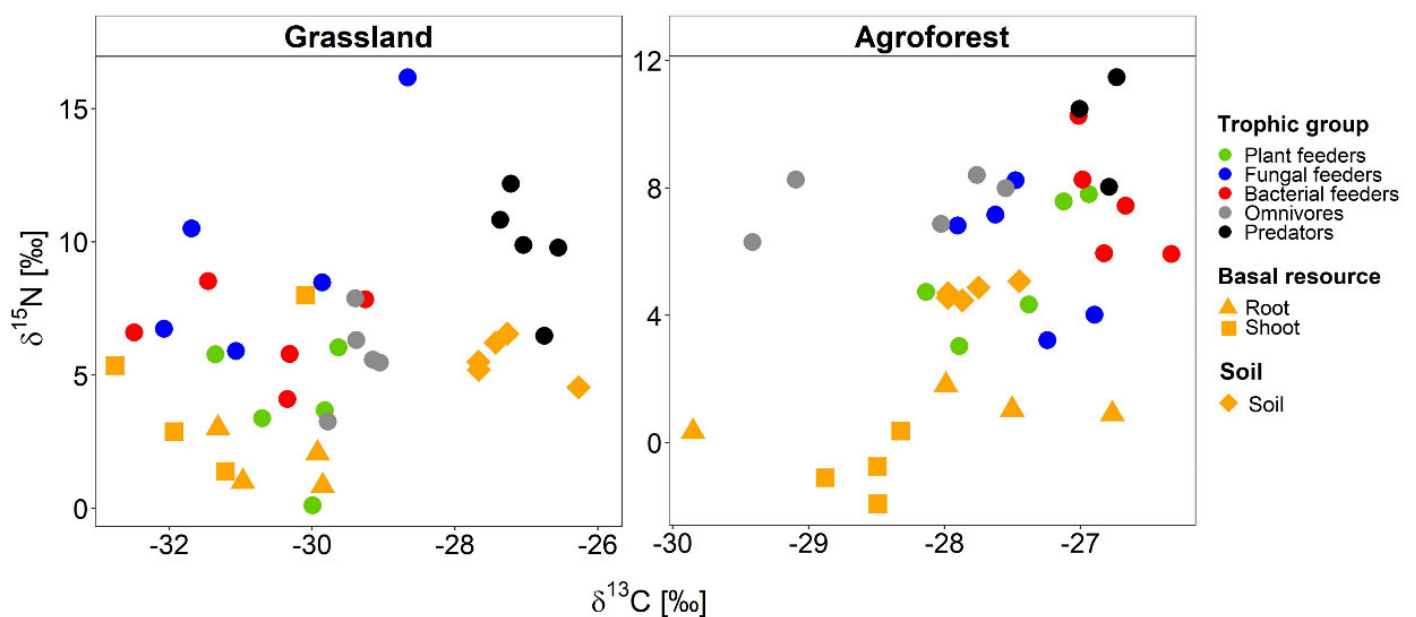 Grassland
Agroforest
δ15N [‰]
15
10
5
0
-32
-30
-28
-26
12
8
4
0
-30
-29
-28
-27
δ13C [‰]
Trophic group
Plant feeders
Fungal feeders
Bacterial feeders
Omnivores
Predators
Basal resource
Root
Shoot
Soil
Soil